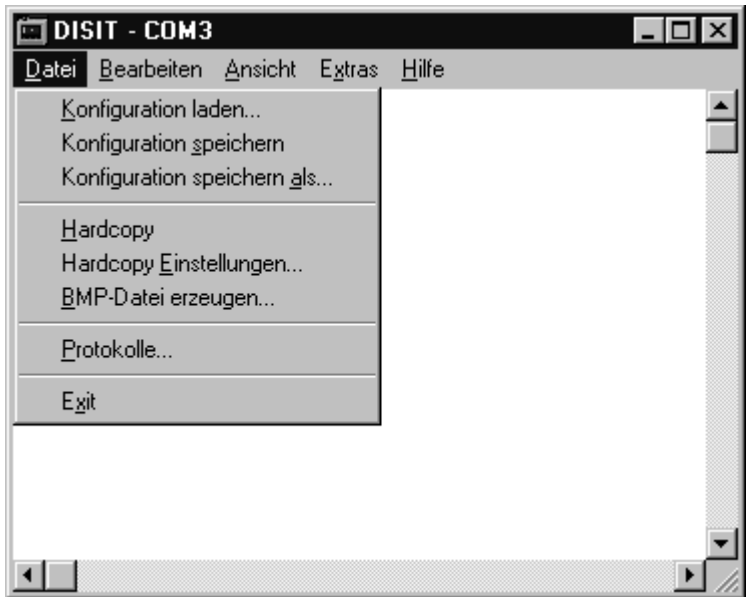 DISIT - COM3
Datei Bearbeiten Ansicht Extras Hilfe
Konfiguration laden...
Konfiguration speichern
Konfiguration speichern als...
Hardcopy
Hardcopy Einstellungen...
BMP-Datei erzeugen...
Protokolle...
Exit